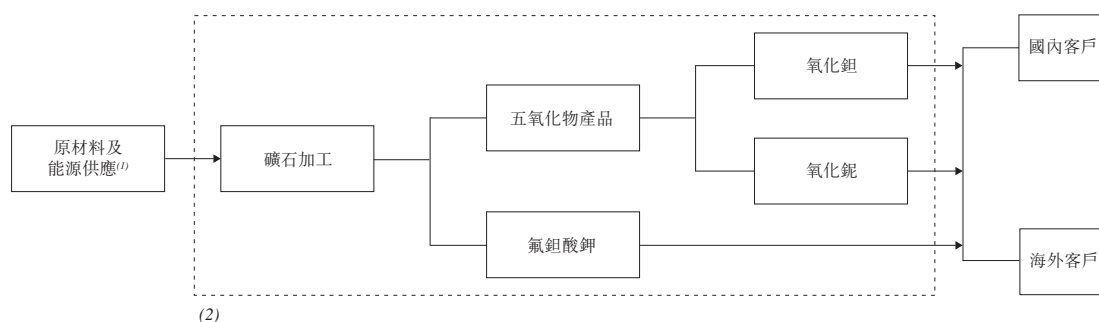 國內客戶
氧化鉭
五氧化物產品
原材料及
能源供應(1)
礦石加工
氧化鈮
氟鉭酸鉀
海外客戶
(2)